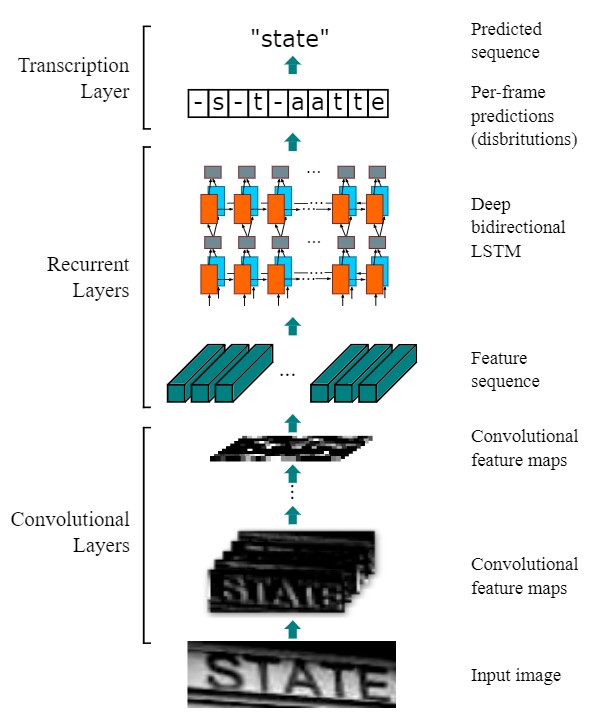 "state"
Predicted
sequence
Transcription
Layer
-s-t-aatte
Per-frame
predictions
(disbritutions)
Deep
bidirectional
LSTM
Recurrent
Layers
...
Feature
sequence
...
Convolutional
feature maps
Convolutional
Layers
STATE
Convolutional
feature maps
STATE
Input image